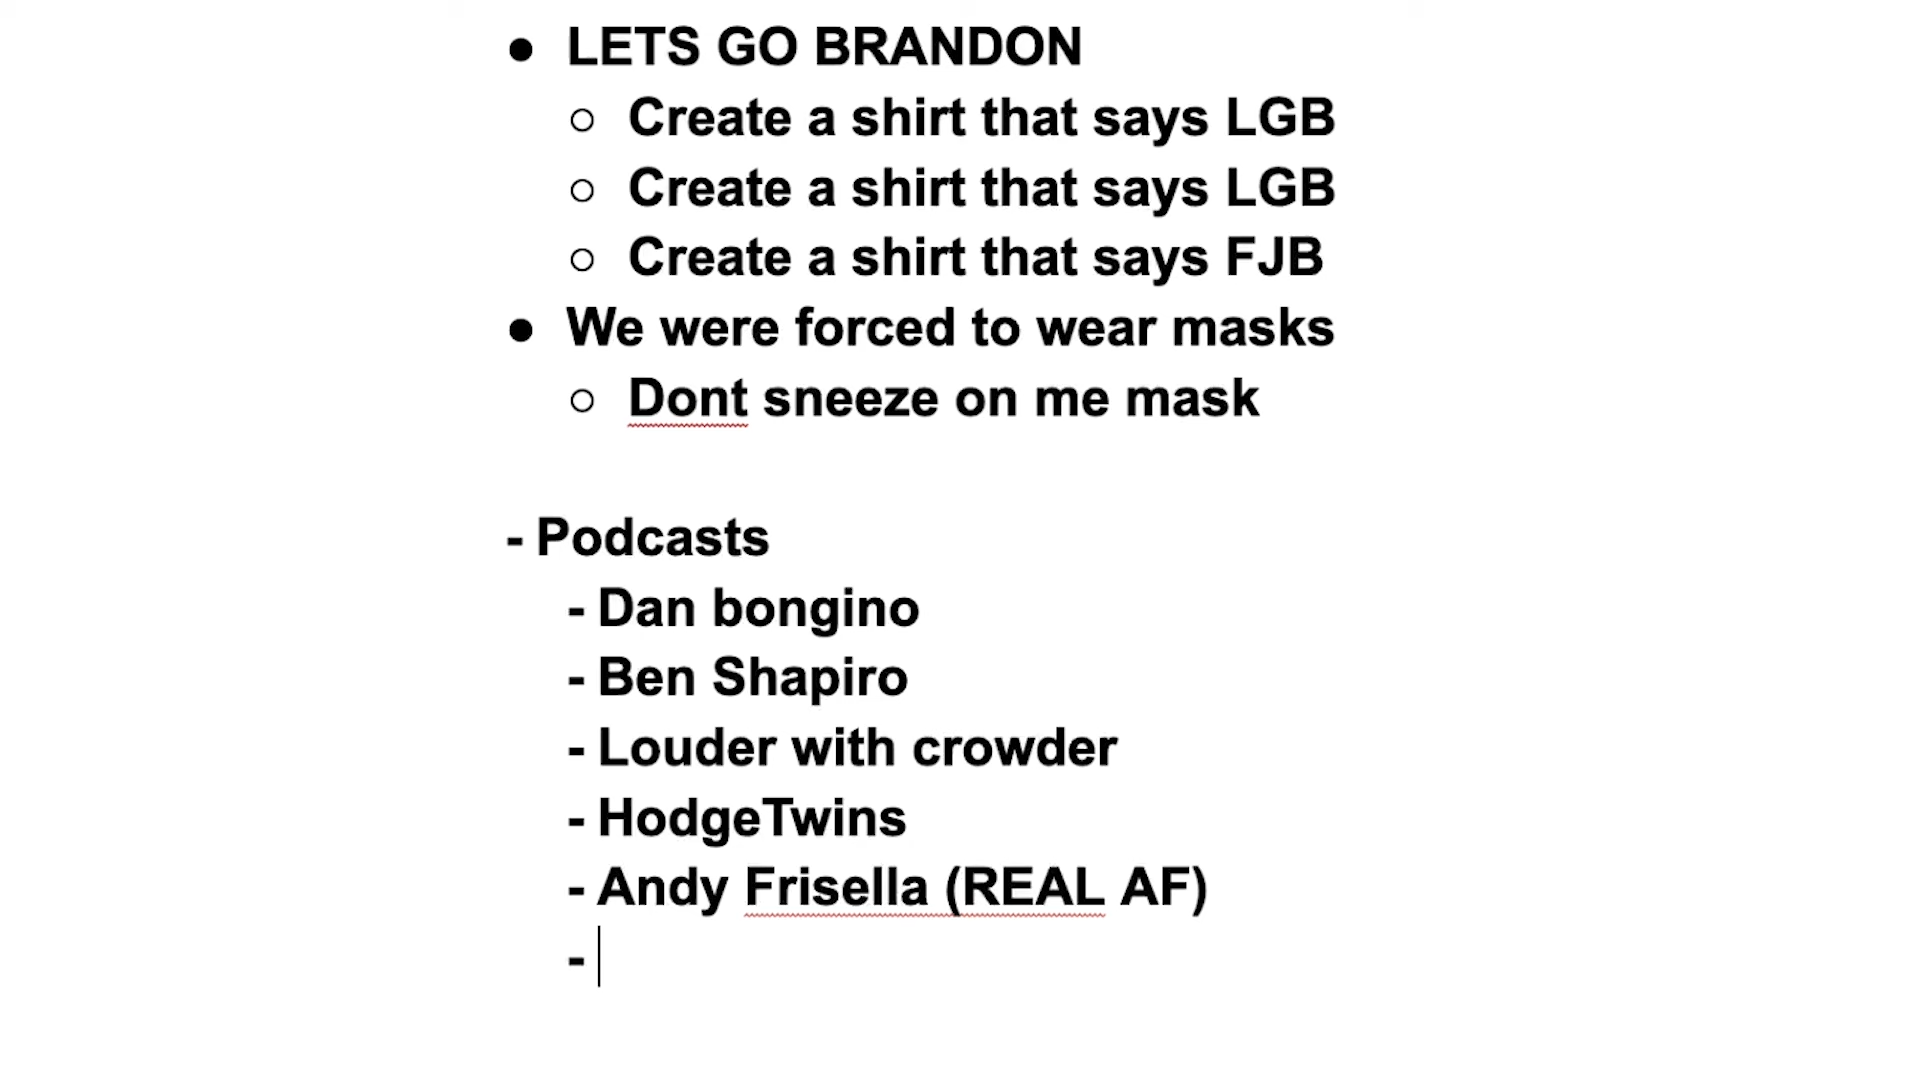 ● LETS GO BRANDON
○ Create a shirt that says LGB
○ Create a shirt that says LGB
○ Create a shirt that says FJB
● We were forced to wear masks
○ Dont sneeze on me mask
- Podcasts
- Dan bongino
- Ben Shapiro
- Louder with crowder
- HodgeTwins
- Andy Frisella (REAL AF)
-